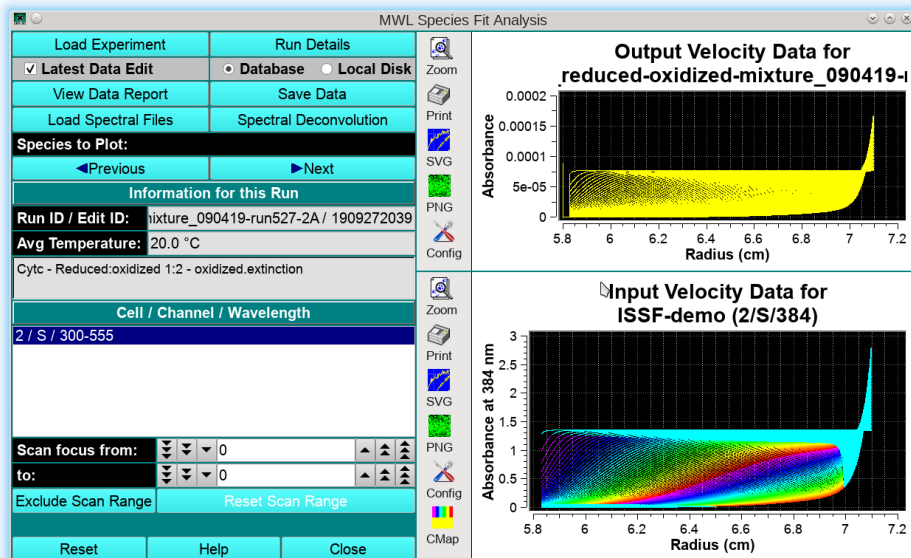 MWL Species Fit Analysis
Load Experiment
Run Details
Latest Data Edit
Database
Local Disk
View Data Report
Save Data
Load Spectral Files
Spectral Deconvolution
Species to Plot:
Previous
Next
Information for this Run
Run ID / Edit ID:
mixture_090419-run527-2A / 1909272039
Avg Temperature:
20.0 °C
Cytc - Reduced:oxidized 1:2 - oxidized.extinction
Cell / Channel / Wavelength
2 / S / 300-555
Scan focus from:
0
to:
0
Exclude Scan Range
Reset Scan Range
Reset
Help
Close
Zoom
Print
SVG
PNG
Config
Output Velocity Data for
reduced-oxidized-mixture_090419-
Absorbance
0.0002
0.00015
0.0001
5e-05
0
5.8 6 6.2 6.4 6.6 6.8 7 7.2
Radius (cm)
Zoom
Print
SVG
PNG
Config
CMap
Input Velocity Data for
ISSF-demo (2/S/384)
Absorbance at 384 nm
3
2.5
2
1.5
1
0.5
0
5.8 6 6.2 6.4 6.6 6.8 7 7.2
Radius (cm)